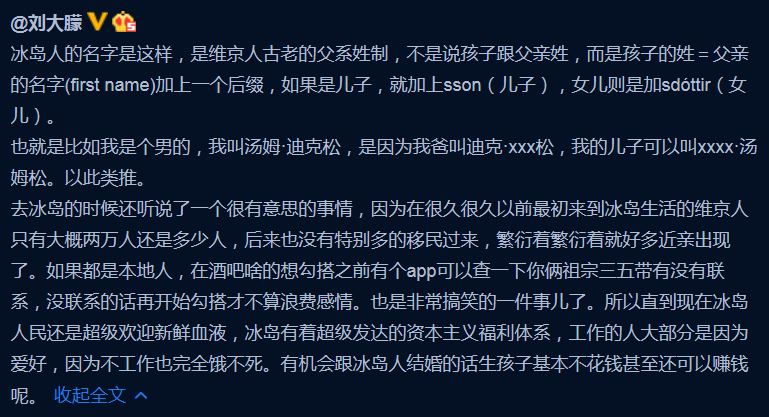 @刘大朦
冰岛人的名字是这样，是维京人古老的父系姓制，不是说孩子跟父亲姓，而是孩子的姓＝父亲
的名字(first name)加上一个后缀，如果是儿子，就加上sson（儿子），女儿则是加sdóttir（女
儿）。
也就是比如我是个男的，我叫汤姆·迪克松，是因为我爸叫迪克·xxx松，我的儿子可以叫xxxx·汤
姆松。以此类推。
去冰岛的时候还听说了一个很有意思的事情，因为在很久很久以前最初来到冰岛生活的维京人
只有大概两万人还是多少人，后来也没有特别多的移民过来，繁衍着繁衍着就好多近亲出现
了。如果都是本地人，在酒吧啥的想勾搭之前有个app可以查一下你俩祖宗三五带有没有联
系，没联系的话再开始勾搭才不算浪费感情。也是非常搞笑的一件事儿了。所以直到现在冰岛
人民还是超级欢迎新鲜血液，冰岛有着超级发达的资本主义福利体系，工作的人大部分是因为
爱好，因为不工作也完全饿不死。有机会跟冰岛人结婚的话生孩子基本不花钱甚至还可以赚钱
呢。 收起全文